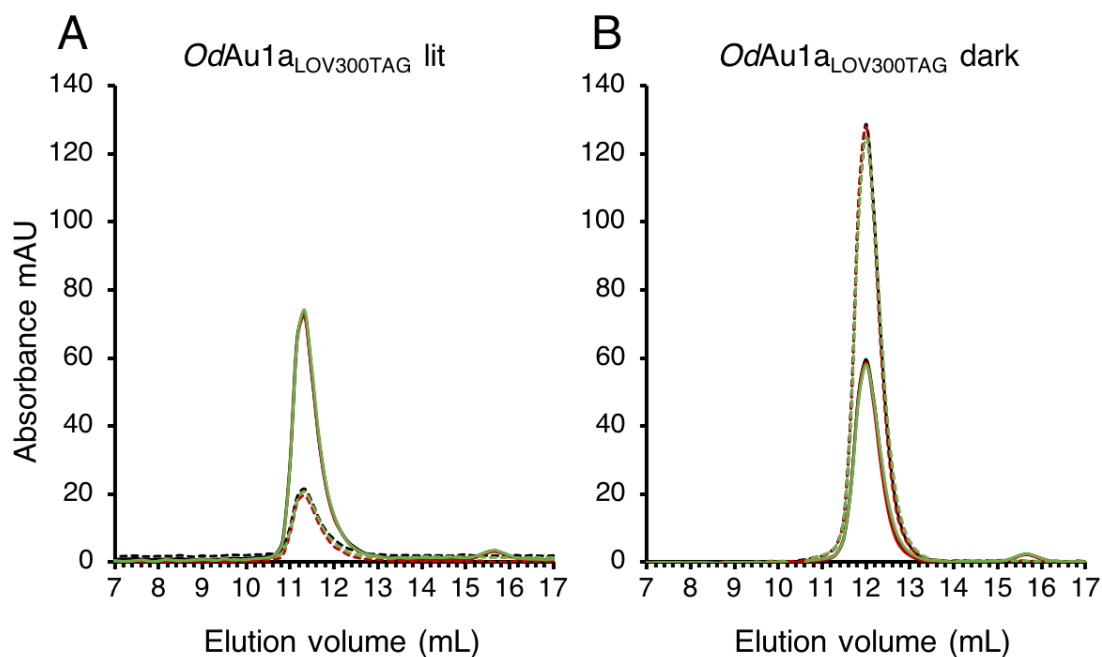 A
OdAu1aLOV300TAG lit
B
OdAu1aLOV300TAG dark
Absorbance mAU
140
120
100
80
60
40
20
0
7 8 9 10 11 12 13 14 15 16 17
Elution volume (mL)
140
120
100
80
60
40
20
0
7 8 9 10 11 12 13 14 15 16 17
Elution volume (mL)